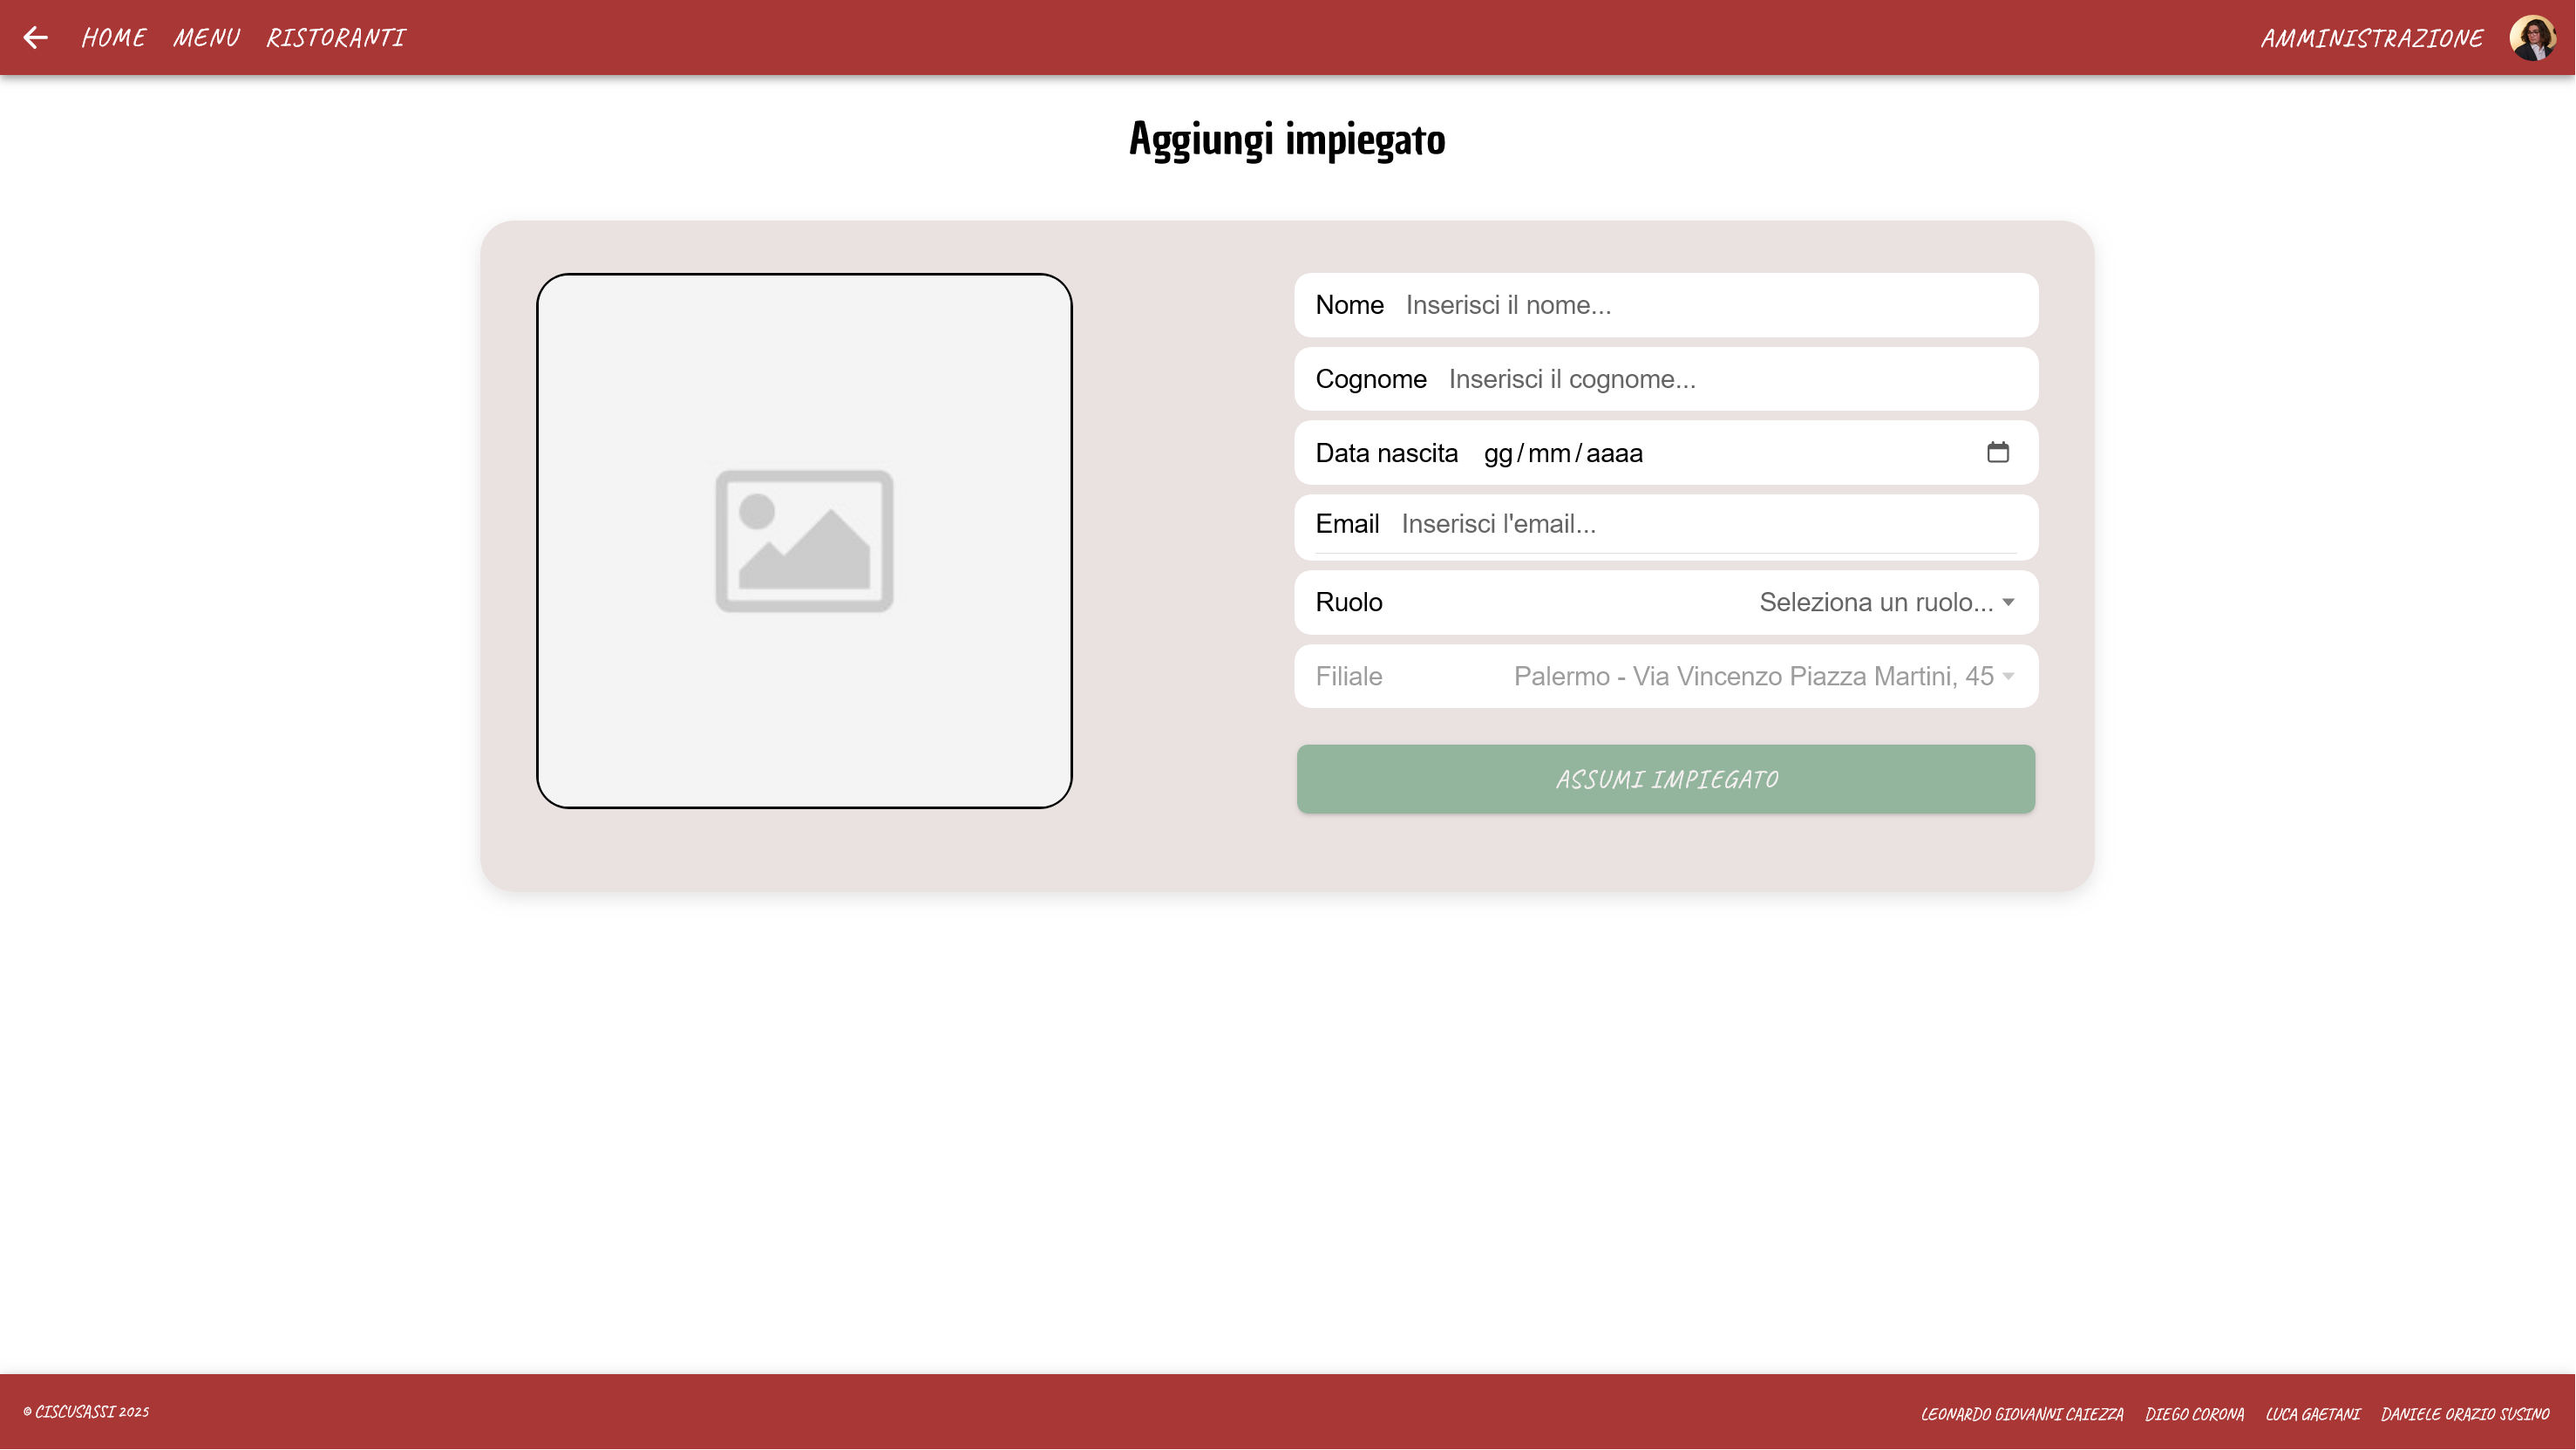 HOME MENU RISTORANTI AMMINISTRAZIONE
Aggiungi impiegato
Nome Inserisci il nome...
Cognome Inserisci il cognome...
Data nascita gg/mm/aaaa
Email Inserisci l'email...
Ruolo Seleziona un ruolo...
Filiale Palermo - Via Vincenzo Piazza Martini, 45
ASSUMI IMPIEGATO
© CISCUSASSI 2025 LEONARDO GIOVANNI CAIEZZA DIEGO CORONA LUCA GAETANI DANIELE ORAZIO SUSINO